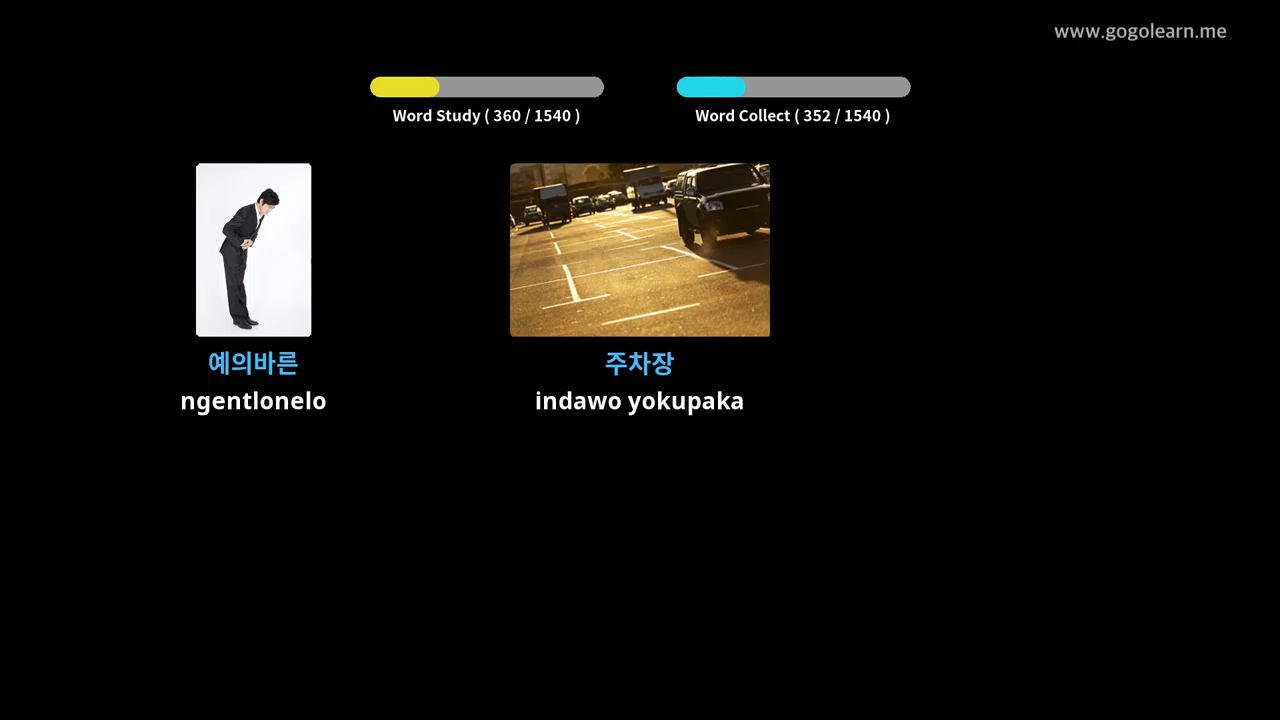 www.gogolearn.me
Word Study ( 360 / 1540 )
Word Collect ( 352 / 1540 )
예의바른
ngentlonelo
주차장
indawo yokupaka